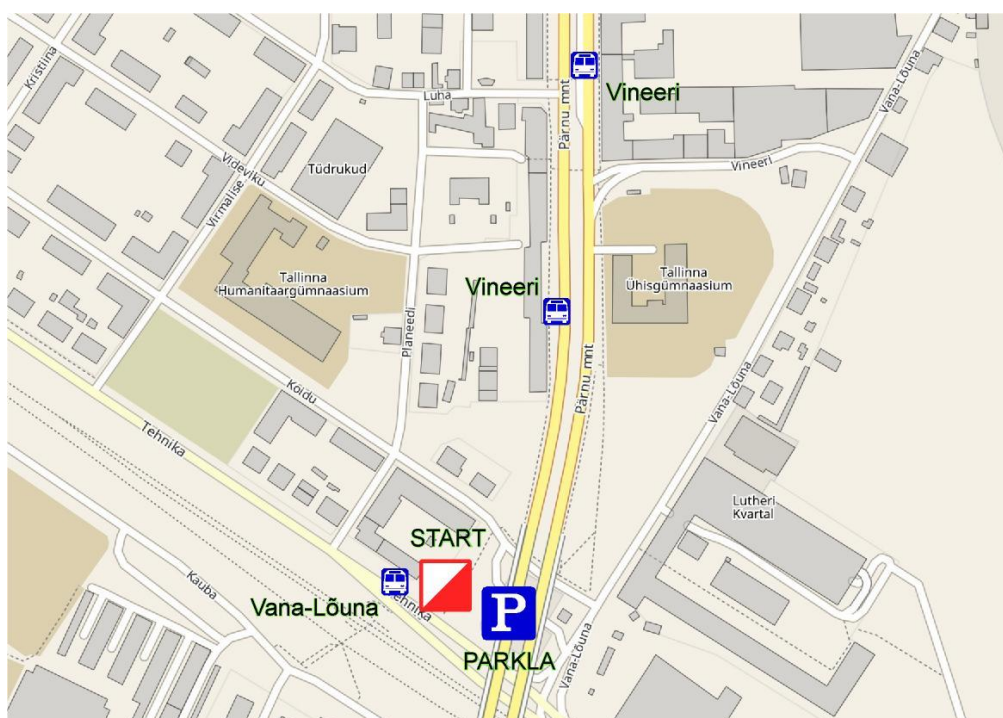 Kristiina
Luha
Pärnu mnt
Vineeri
Vana-Lõuna
Tüdrukud
Videviku
Virmalise
Vineeri
Tallinna
Humanitaargümnaasium
Vineeri
Tallinna
Ühisgümnaasium
Planeedi
Pärnu mnt
Vana-Lõuna
Koidu
Tehnika
Lutheri
Kvartal
START
Kauba
Vana-Lõuna
Tehnika
P
PARKLA
Vana-Lõuna